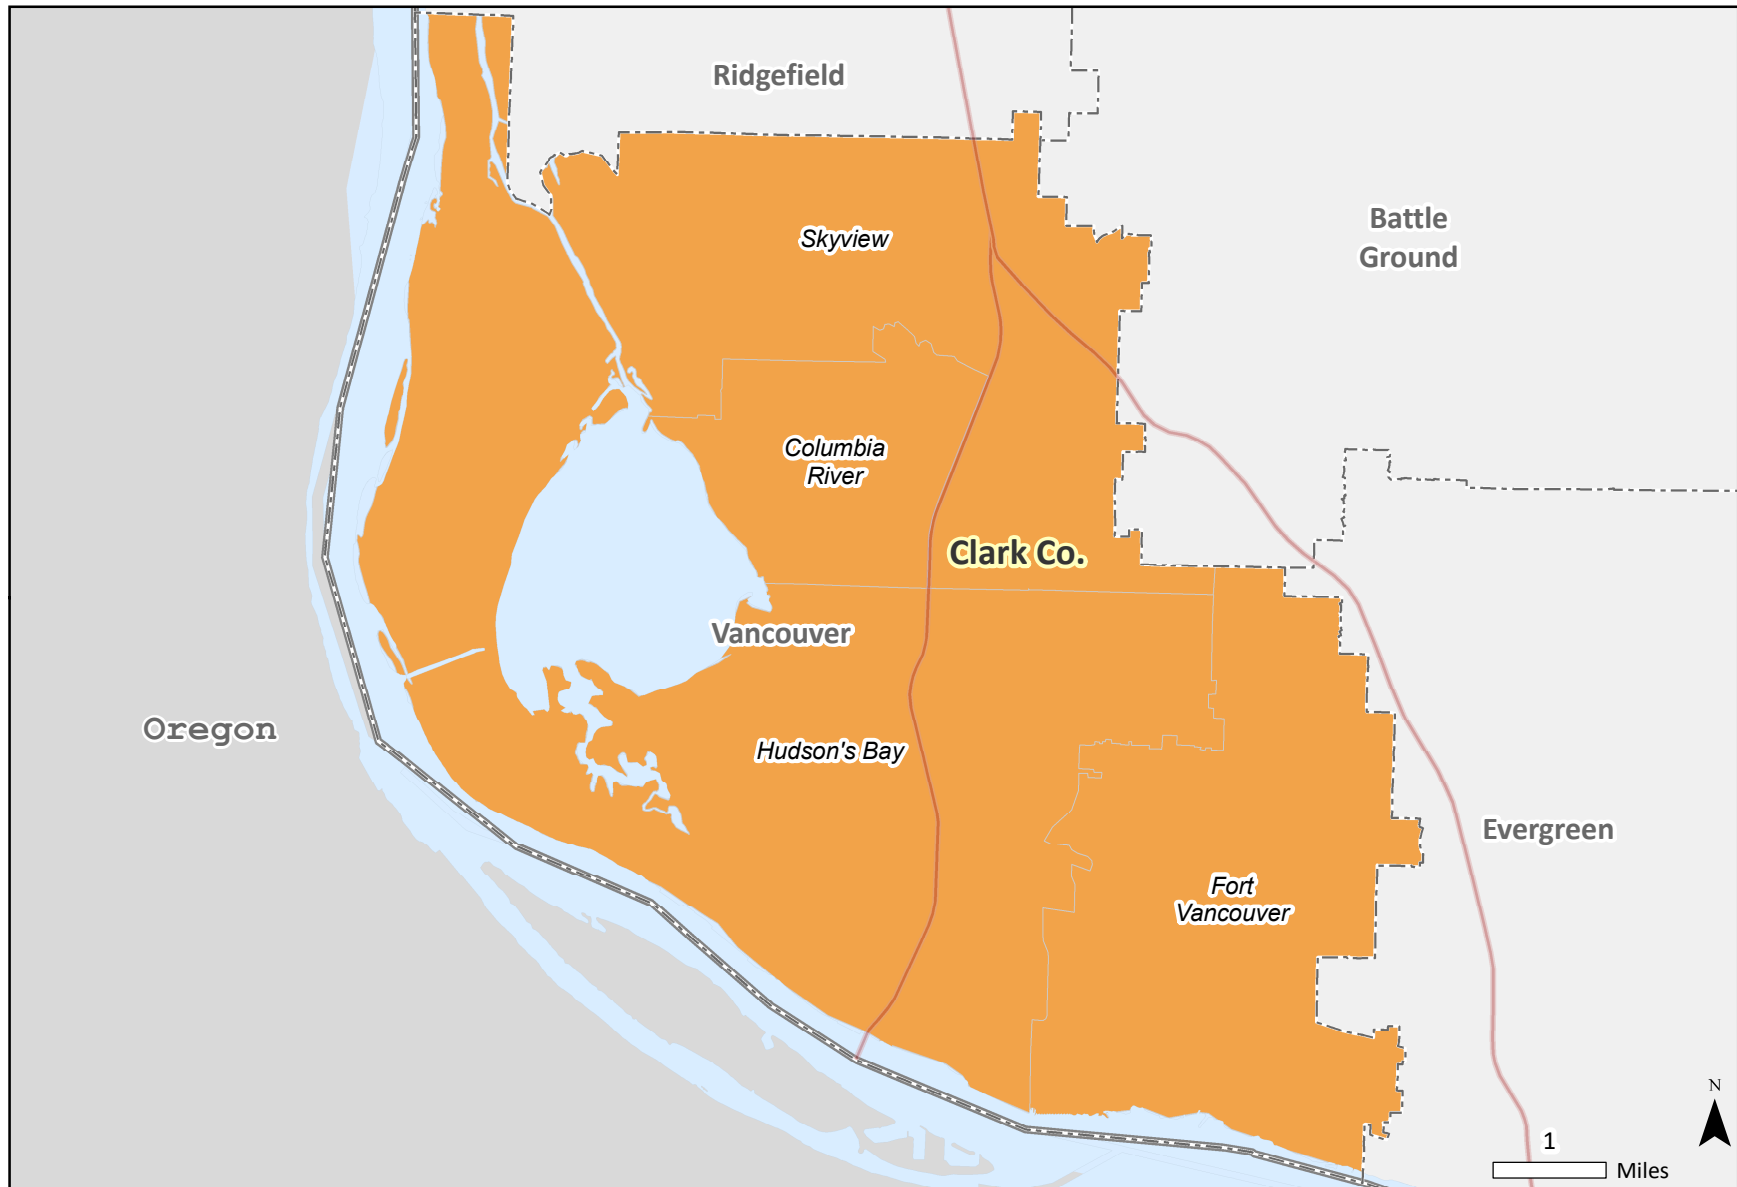 Ridgefield
Battle
Ground
Skyview
Columbia
River
Clark Co.
Vancouver
Oregon
Hudson's Bay
Evergreen
Fort
Vancouver
N
1
Miles